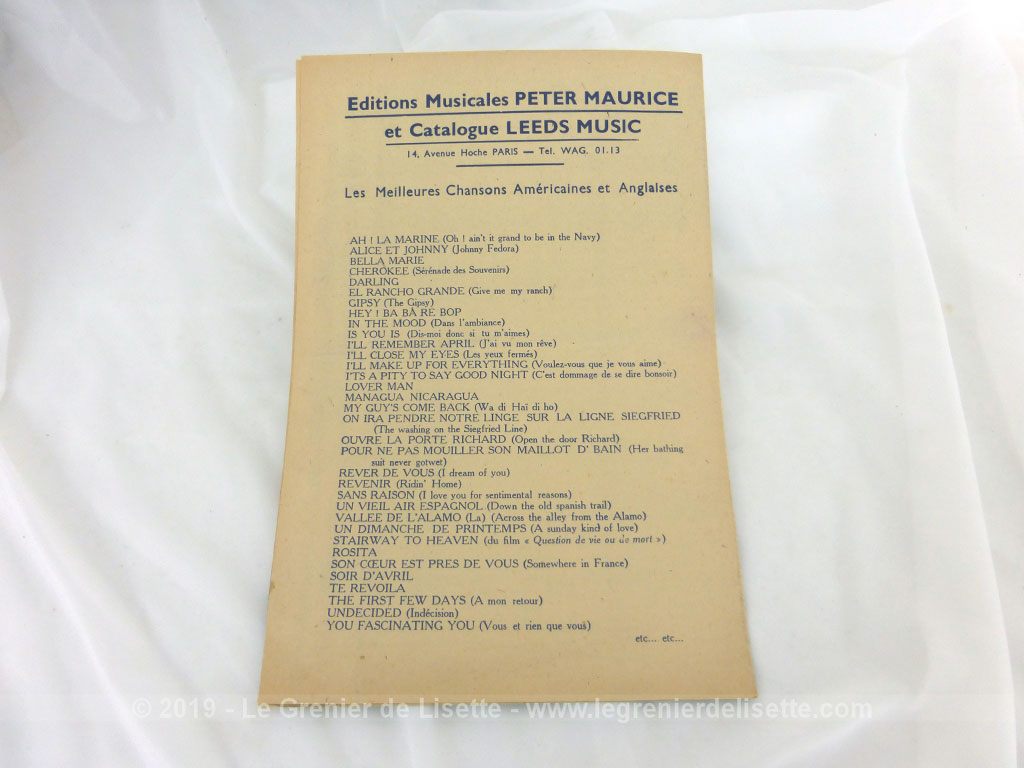 Editions Musicales PETER MAURICE
et Catalogue LEEDS MUSIC
14, Avenue Hoche PARIS — Tel. WAG. 01.13
Les Meilleures Chansons Américaines et Anglaises
AH ! LA MARINE (Oh ! ain't it grand to be in the Navy)
ALICE ET JOHNNY (Johnny Fedora)
BELLA MARIE
CHEROKEE (Sérénade des Souvenirs)
DARLING
EL RANCHO GRANDE (Give me my ranch)
GIPSY (The Gipsy)
HEY ! BA BA RE BOP
IN THE MOOD (Dans l'ambiance)
IS YOU IS (Dis-moi donc si tu m'aimes)
I'LL REMEMBER APRIL (J'ai vu mon rêve)
I'LL CLOSE MY EYES (Les yeux fermés)
I'LL MAKE UP FOR EVERYTHING (Voulez-vous que je vous aime)
I'TS A PITY TO SAY GOOD NIGHT (C'est dommage de se dire bonsoir)
LOVER MAN
MANAGUA NICARAGUA
MY GUY'S COME BACK (Wa di Haï di ho)
ON IRA PENDRE NOTRE LINGE SUR LA LIGNE SIEGFRIED
(The washing on the Siegfried Line)
OUVRE LA PORTE RICHARD (Open the door Richard)
POUR NE PAS MOUILLER SON MAILLOT D' BAIN (Her bathing
suit never gotwet)
REVER DE VOUS (I dream of you)
REVENIR (Ridin' Home)
SANS RAISON (I love you for sentimental reasons)
UN VIEIL AIR ESPAGNOL (Down the old spanish trail)
VALLEE DE L'ALAMO (La) (Across the alley from the Alamo)
UN DIMANCHE DE PRINTEMPS (A sunday kind of love)
STAIRWAY TO HEAVEN (du film « Question de vie ou de mort »)
ROSITA
SON CŒUR EST PRES DE VOUS (Somewhere in France)
SOIR D'AVRIL
TE REVOILA
THE FIRST FEW DAYS (A mon retour)
UNDECIDED (Indécision)
YOU FASCINATING YOU (Vous et rien que vous)
etc... etc...
© 2019 - Le Grenier de Lisette - www.legrenierdelisette.com